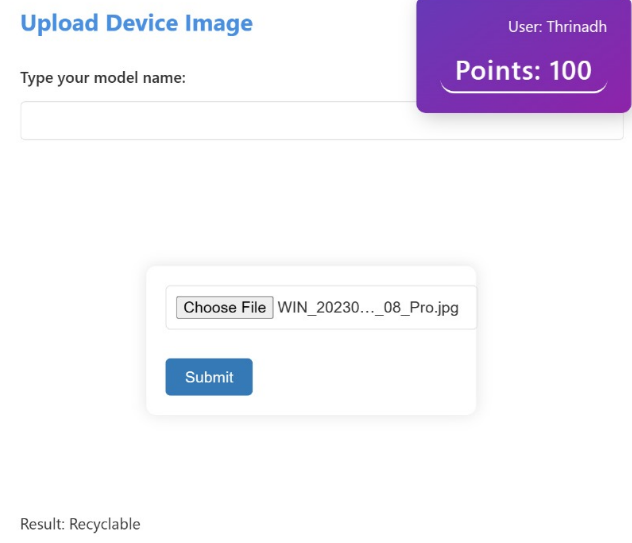 Upload Device Image
User: Thrinadh
Points: 100
Type your model name:
Choose File WIN_20230…_08_Pro.jpg
Submit
Result: Recyclable